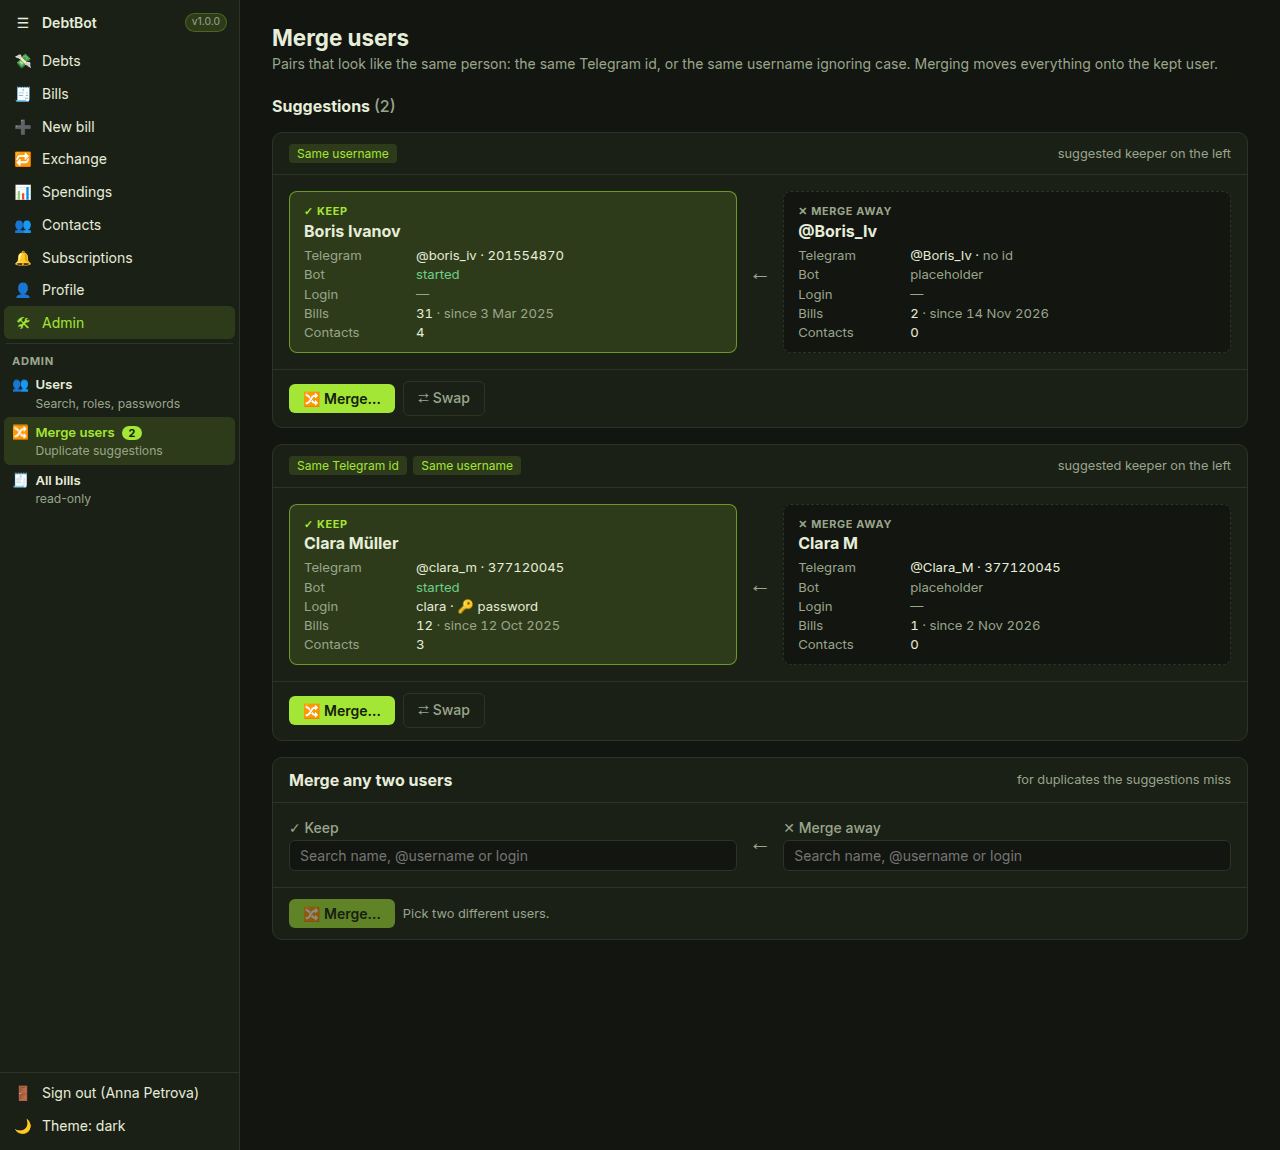 ☰ DebtBot v1.0.0
Debts
Bills
New bill
Exchange
Spendings
Contacts
Subscriptions
Profile
Admin
ADMIN
Users
Search, roles, passwords
Merge users 2
Duplicate suggestions
All bills
read-only
Sign out (Anna Petrova)
Theme: dark
Merge users
Pairs that look like the same person: the same Telegram id, or the same username ignoring case. Merging moves everything onto the kept user.
Suggestions (2)
Same username suggested keeper on the left
✓ KEEP
Boris Ivanov
Telegram @boris_iv · 201554870
Bot started
Login —
Bills 31 · since 3 Mar 2025
Contacts 4
←
✕ MERGE AWAY
@Boris_Iv
Telegram @Boris_Iv · no id
Bot placeholder
Login —
Bills 2 · since 14 Nov 2026
Contacts 0
🔀 Merge... ⇄ Swap
Same Telegram id Same username suggested keeper on the left
✓ KEEP
Clara Müller
Telegram @clara_m · 377120045
Bot started
Login clara · 🔑 password
Bills 12 · since 12 Oct 2025
Contacts 3
←
✕ MERGE AWAY
Clara M
Telegram @Clara_M · 377120045
Bot placeholder
Login —
Bills 1 · since 2 Nov 2026
Contacts 0
🔀 Merge... ⇄ Swap
Merge any two users for duplicates the suggestions miss
✓ Keep
Search name, @username or login
←
✕ Merge away
Search name, @username or login
🔀 Merge... Pick two different users.